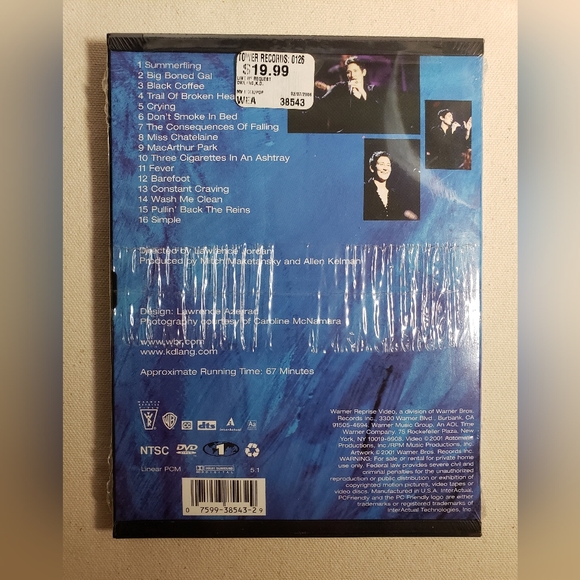 TOWER RECORDS: 0126
$19.99
LIVE BY REQUEST
WEA 38543
1 Summerfling
2 Big Boned Gal
3 Black Coffee
4 Trail Of Broken Hea
5 Crying
6 Don't Smoke In Bed
7 The Consequences Of Falling
8 Miss Chatelaine
9 MacArthur Park
10 Three Cigarettes In An Ashtray
11 Fever
12 Barefoot
13 Constant Craving
14 Wash Me Clean
15 Pullin' Back The Reins
16 Simple
Directed by Lawrence Jordan
Produced by Mitch Maketansky and Allen Kelman
Design: Lawrence Azerrad
Photography courtesy of Caroline McNamara
www.wbr.com
www.kdlang.com
Approximate Running Time: 67 Minutes
Warner Reprise Video, a division of Warner Bros.
Records Inc., 3300 Warner Blvd., Burbank, CA
91505-4694. Warner Music Group, An AOL Time
Warner Company. 75 Rockefeller Plaza, New
York, NY 10019-6908. Video ©2001 Automatic
Productions, Inc./RPM Music Productions, Inc.
Artwork ©2001 Warner Bros. Records Inc.
WARNING: For sale or rental for private home
use only. Federal law provides severe civil and
criminal penalties for the unauthorized
reproduction or public distribution or exhibition of
copyrighted motion pictures, video tapes or
video discs. Manufactured in U.S.A. InterActual,
PCFriendly and the PC Friendly logo are either
trademarks or registered trademarks of
InterActual Technologies, Inc.
WB dts
NTSC DVD 1
Linear PCM 5:1
0 7599-38543-2 9